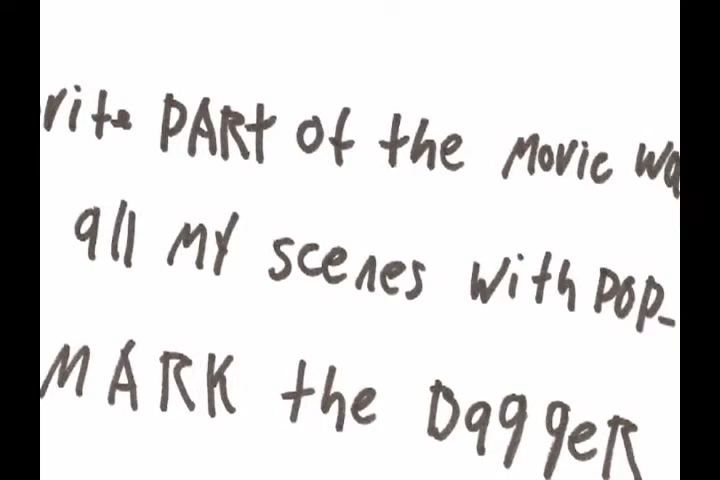 rite PART of the Movie wa
all my scenes with pop-
MARK the DaggeR